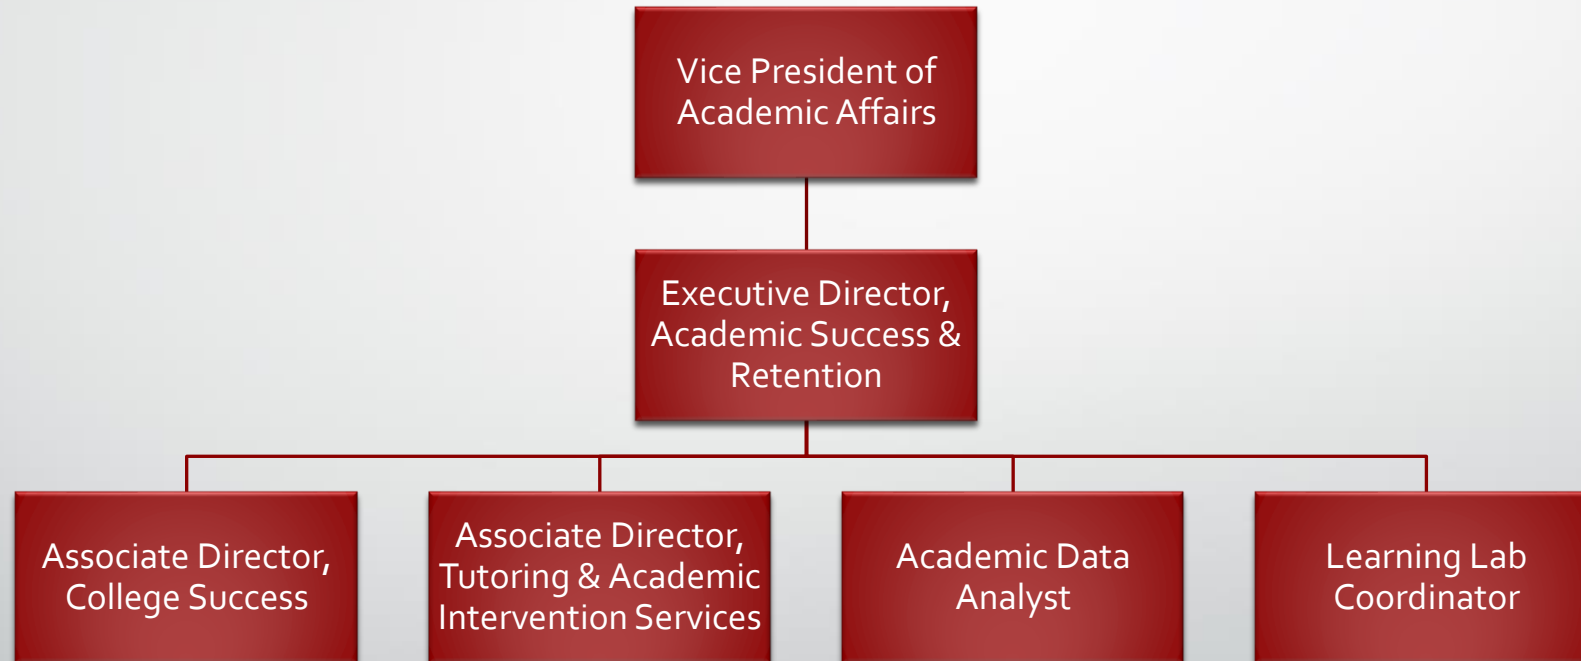 Vice President of
Academic Affairs
Executive Director,
Academic Success &
Retention
Associate Director,
College Success
Associate Director,
Tutoring & Academic
Intervention Services
Academic Data
Analyst
Learning Lab
Coordinator